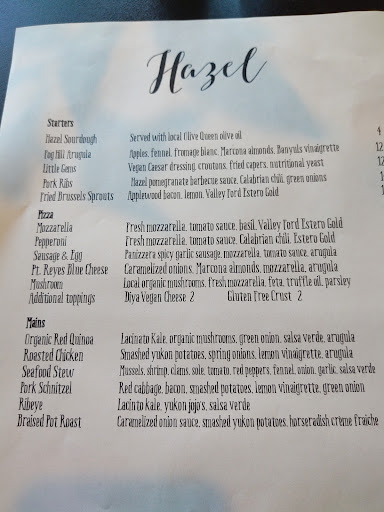 Hazel
Starters
Hazel Sourdough Served with local Olive Queen olive oil 4
Fog Hill Arugula Apples, fennel, fromage blanc, Marcona almonds, Banyuls vinaigrette 12
Little Gems Vegan Caesar dressing, croutons, fried capers, nutritional yeast 12
Pork Ribs Hazel pomegranate barbecue sauce, Calabrian chili, green onions
Fried Brussels Sprouts Applewood bacon, lemon, Valley Ford Estero Gold
Pizza
Mozzarella Fresh mozzarella, tomato sauce, basil, Valley Ford Estero Gold
Pepperoni Fresh mozzarella, tomato sauce, Calabrian chili, Estero Gold
Sausage & Egg Panizzera spicy garlic sausage, mozzarella, tomato sauce, arugula
Pt. Reyes Blue Cheese Caramelized onions, Marcona almonds, mozzarella, arugula
Mushroom Local organic mushrooms, fresh mozzarella, feta, truffle oil, parsley
Additional toppings Diya Vegan Cheese 2 Gluten Free Crust 2
Mains
Organic Red Quinoa Lacinato Kale, organic mushrooms, green onion, salsa verde, arugula
Roasted Chicken Smashed yukon potatoes, spring onions, lemon vinaigrette, arugula
Seafood Stew Mussels, shrimp, clams, sole, tomato, red peppers, fennel, onion, garlic, salsa verde
Pork Schnitzel Red cabbage, bacon, smashed potatoes, lemon vinaigrette, green onion
Ribeye Lacinto Kale, yukon jojo's, salsa verde
Braised Pot Roast Caramelized onion sauce, smashed yukon potatoes, horseradish crème fraiche